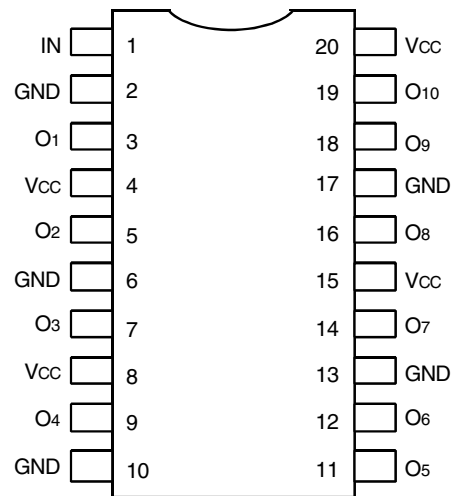 IN 1 20 VCC
GND 2 19 O10
O1 3 18 O9
VCC 4 17 GND
O2 5 16 O8
GND 6 15 VCC
O3 7 14 O7
VCC 8 13 GND
O4 9 12 O6
GND 10 11 O5